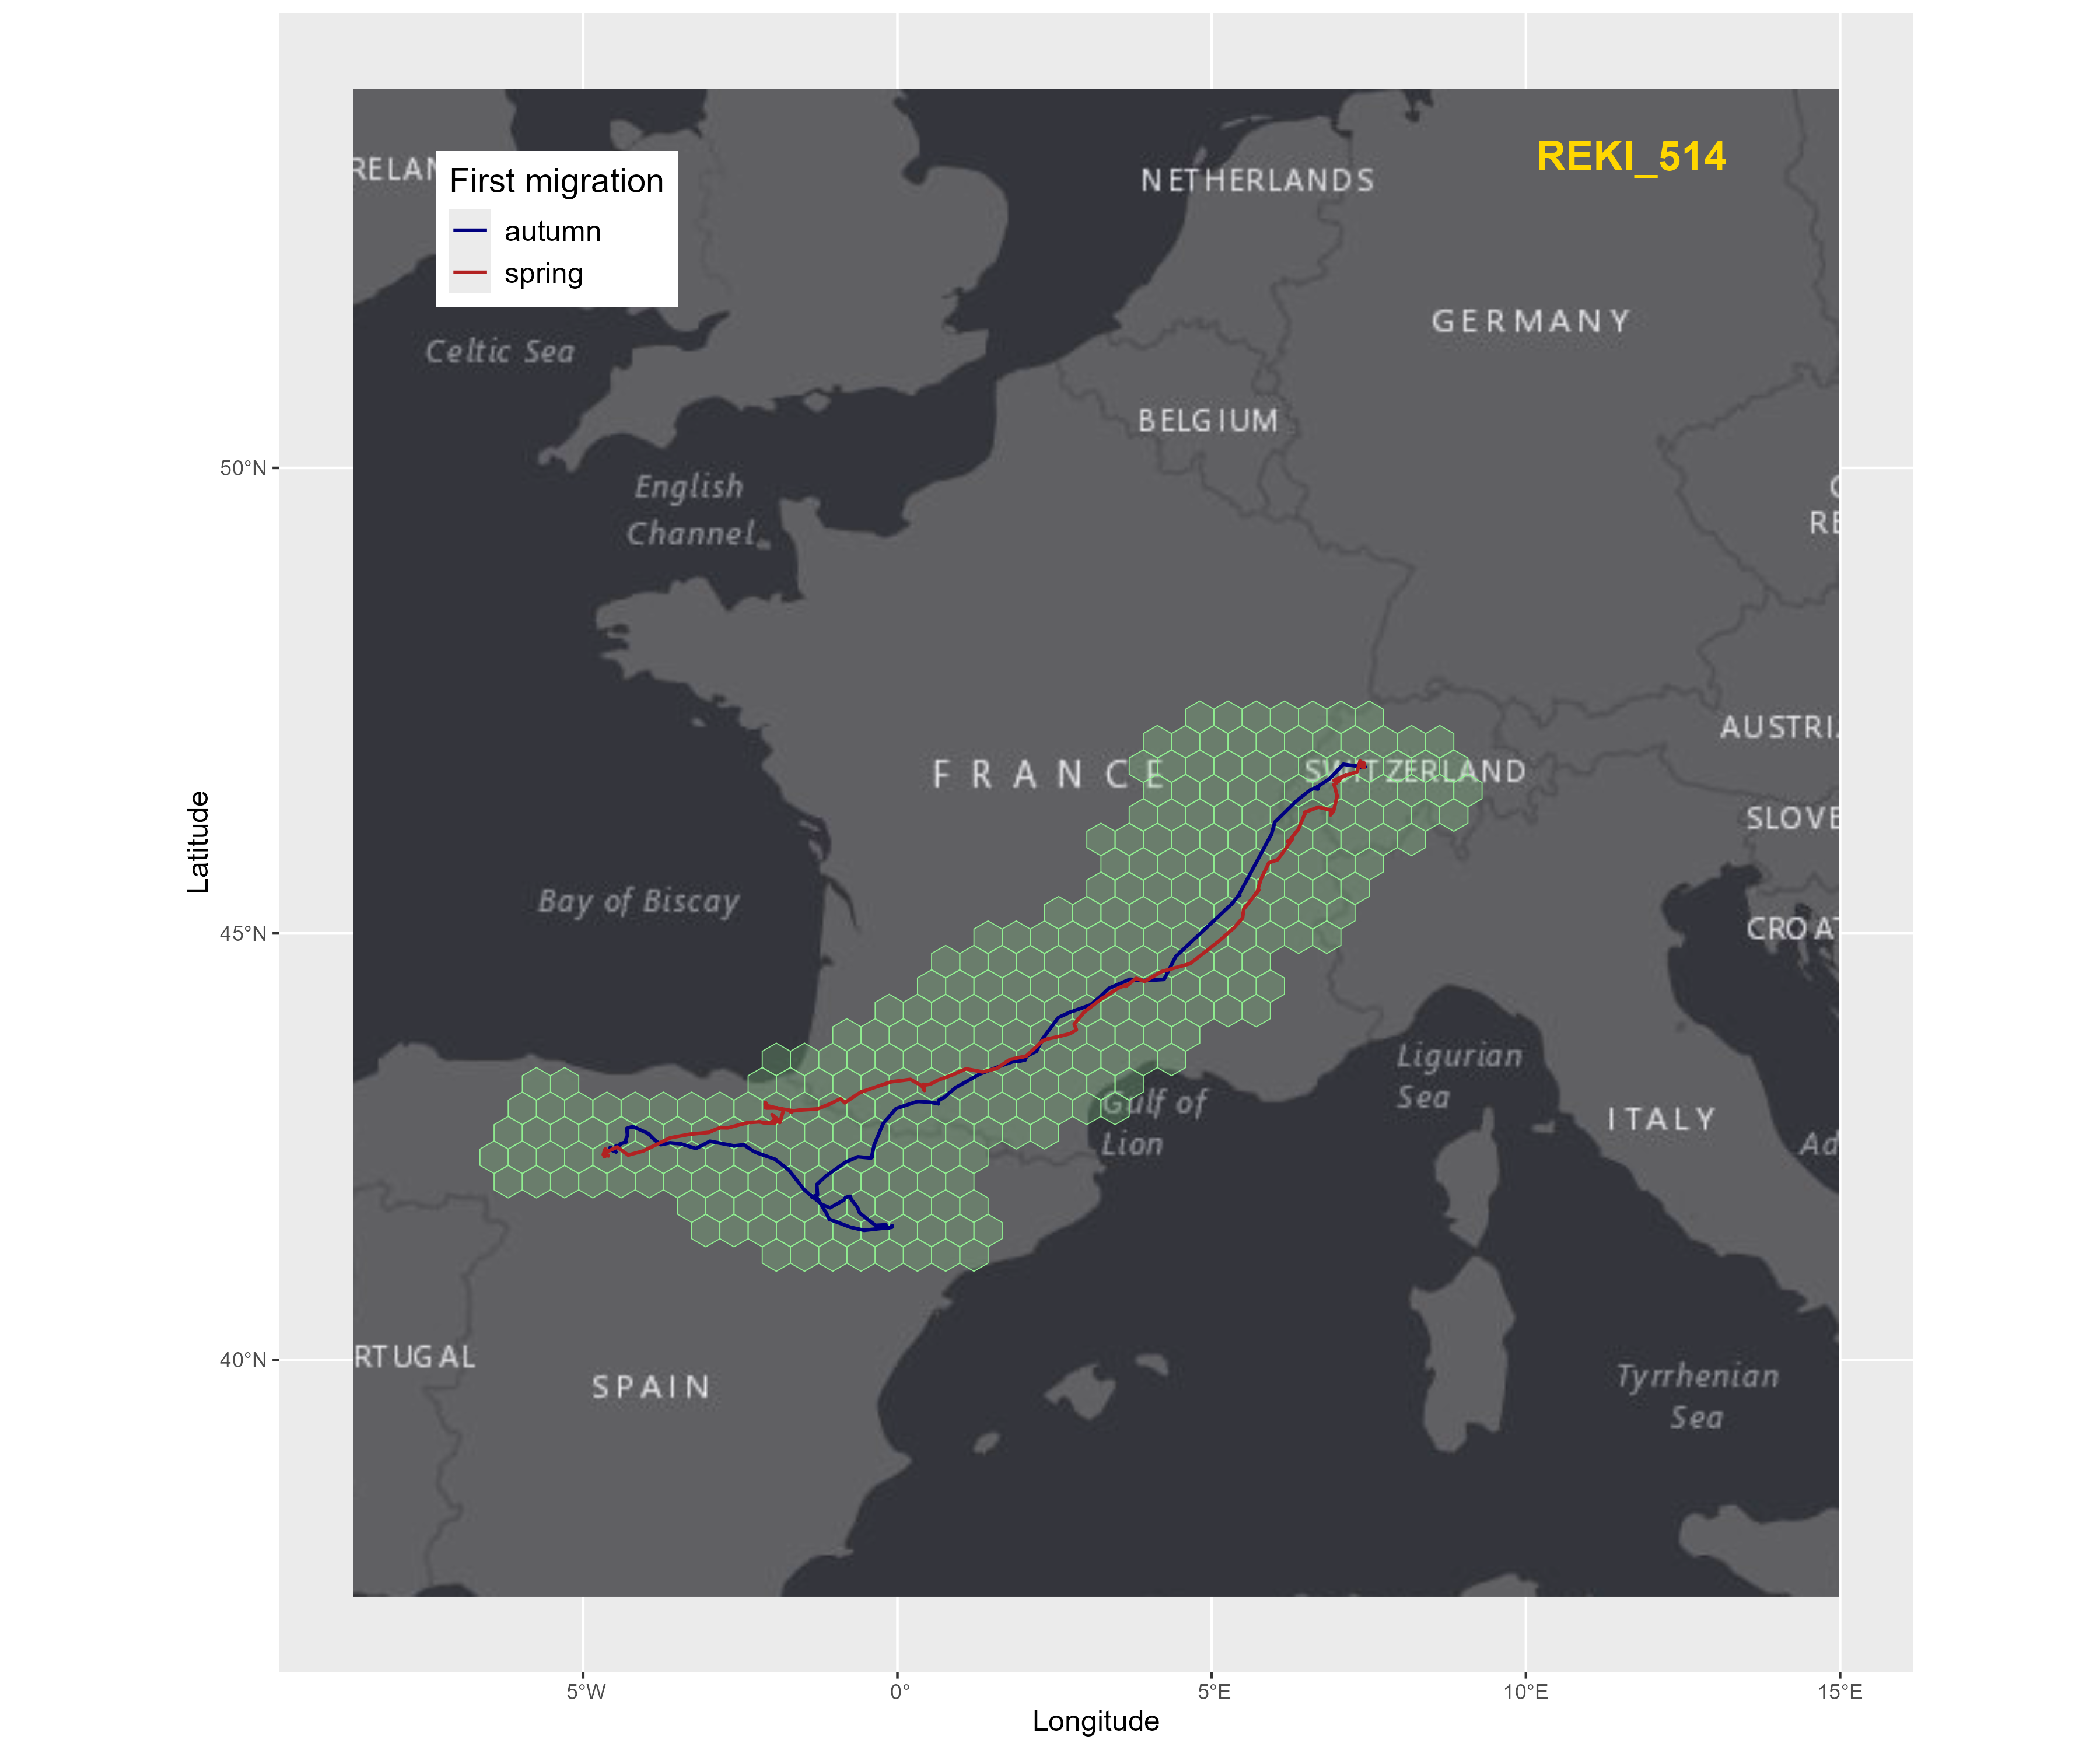 REKI_514
First migration
autumn
spring
RELAN
NETHERLANDS
GERMANY
Celtic Sea
BELGIUM
English
Channel
C
RE
AUSTRI
FRANCE
SWITZERLAND
SLOVE
Bay of Biscay
CROAT
Ligurian
Sea
Gulf of
Lion
ITALY
Ad
RTUGAL
SPAIN
Tyrrhenian
Sea
50°N
45°N
40°N
Latitude
5°W
0°
5°E
10°E
15°E
Longitude